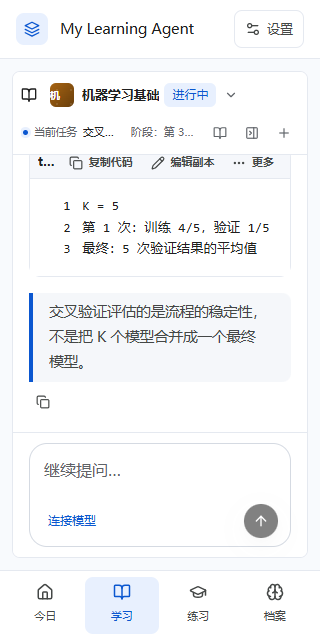 My Learning Agent
设置
机 机器学习基础 进行中
当前任务 交叉... 阶段：第 3...
t... 复制代码 编辑副本 更多
1 K = 5
2 第 1 次：训练 4/5，验证 1/5
3 最终：5 次验证结果的平均值
交叉验证评估的是流程的稳定性，
不是把 K 个模型合并成一个最终
模型。
继续提问...
连接模型
今日 学习 练习 档案